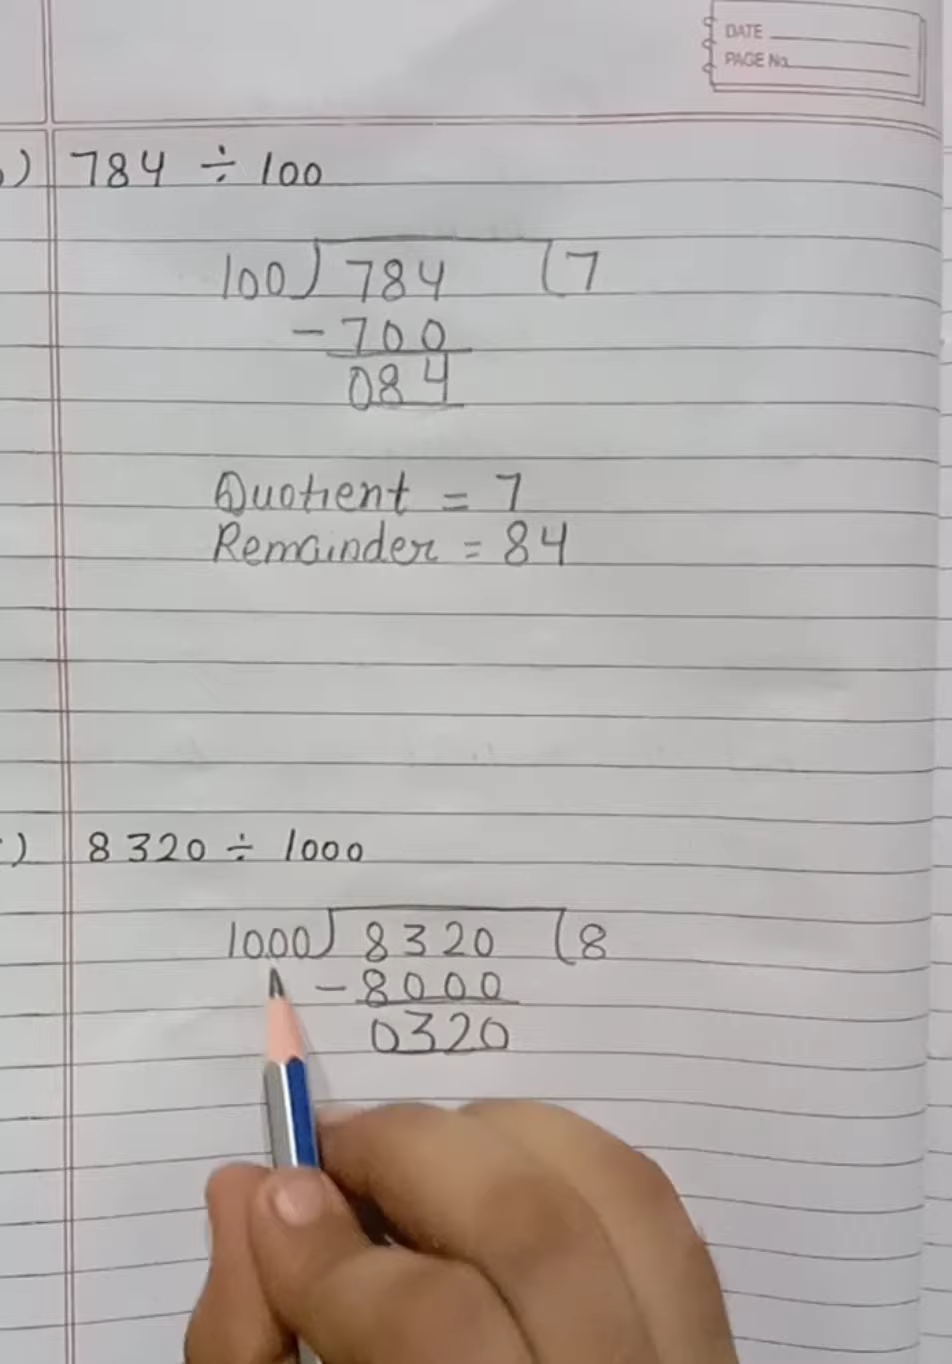 DATE
PAGE No.
) 784 ÷ 100
100 ) 784 ( 7
- 700
084
Quotient = 7
Remainder = 84
) 8320 ÷ 1000
1000 ) 8320 ( 8
- 8000
0320